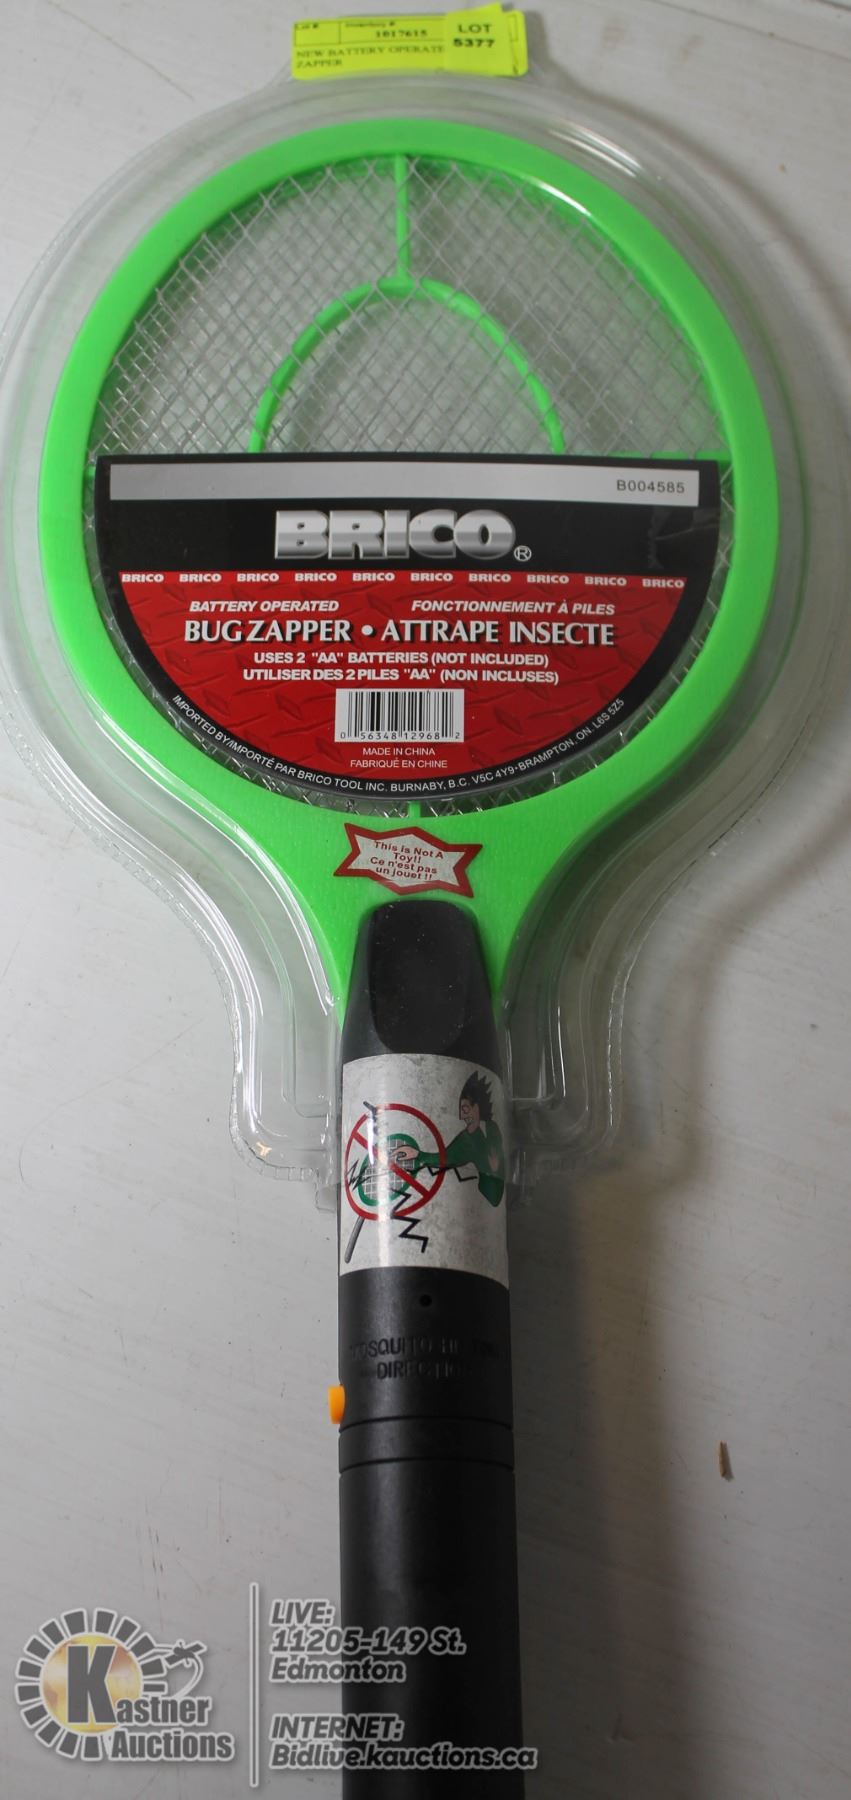 Lot # Inventory # LOT
1017615 5377
NEW BATTERY OPERATE
ZAPPER
B004585
BRICO®
BRICO BRICO BRICO BRICO BRICO BRICO BRICO BRICO BRICO BRICO
BATTERY OPERATED FONCTIONNEMENT À PILES
BUG ZAPPER • ATTRAPE INSECTE
USES 2 "AA" BATTERIES (NOT INCLUDED)
UTILISER DES 2 PILES "AA" (NON INCLUSES)
0 56348 12968 2
MADE IN CHINA
FABRIQUÉ EN CHINE
IMPORTED BY/IMPORTÉ PAR BRICO TOOL INC. BURNABY, B.C. V5C 4Y9•BRAMPTON, ON. L6S 5Z5
This is Not A
Toy!!
Ce n'est pas
un jouet !!
MOSQUITO
DIRECTION
Kastner
Auctions
LIVE:
11205-149 St.
Edmonton
INTERNET:
Bidlive.kauctions.ca